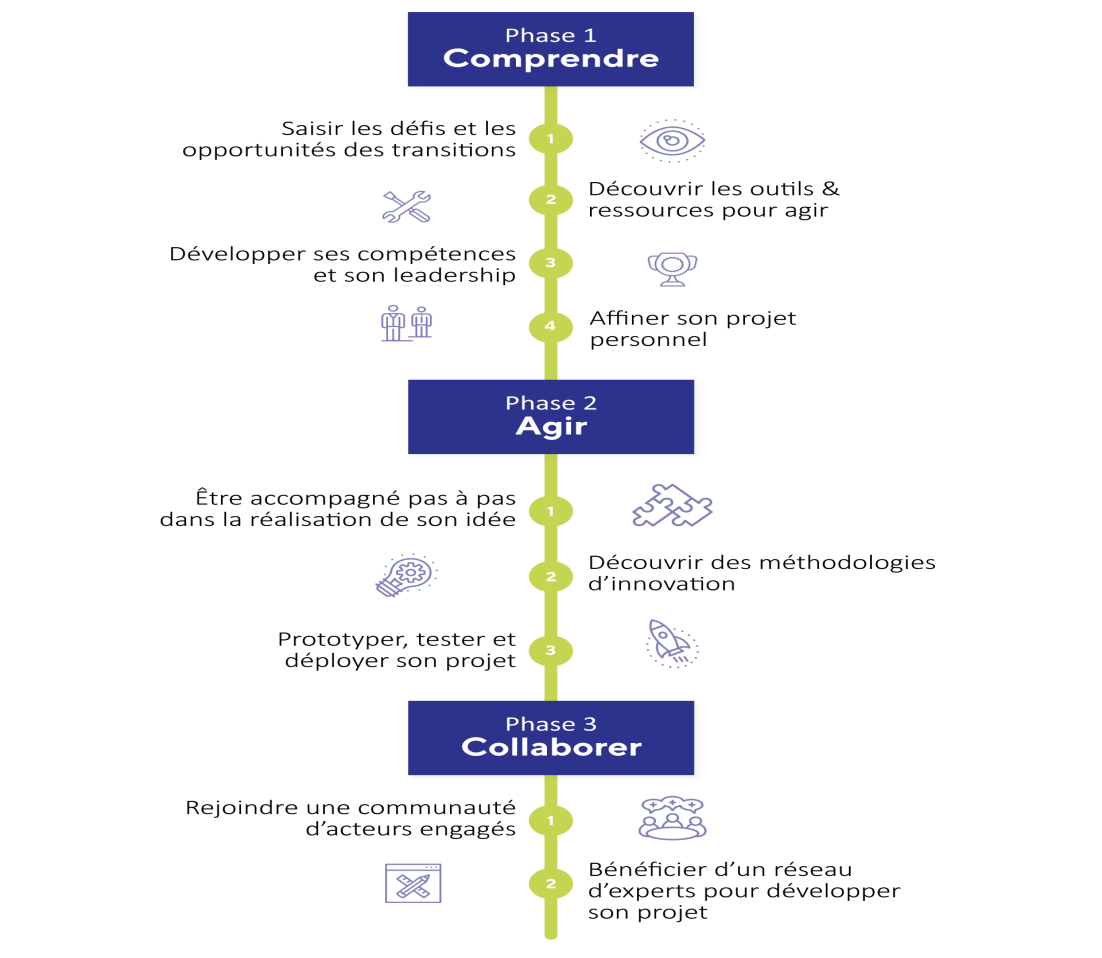 Phase 1
Comprendre
Saisir les défis et les
opportunités des transitions
1
2
Découvrir les outils &
ressources pour agir
Développer ses compétences
et son leadership
3
4
Affiner son projet
personnel
Phase 2
Agir
Être accompagné pas à pas
dans la réalisation de son idée
1
2
Découvrir des méthodologies
d’innovation
Prototyper, tester et
déployer son projet
3
Phase 3
Collaborer
Rejoindre une communauté
d’acteurs engagés
1
2
Bénéficier d’un réseau
d’experts pour développer
son projet